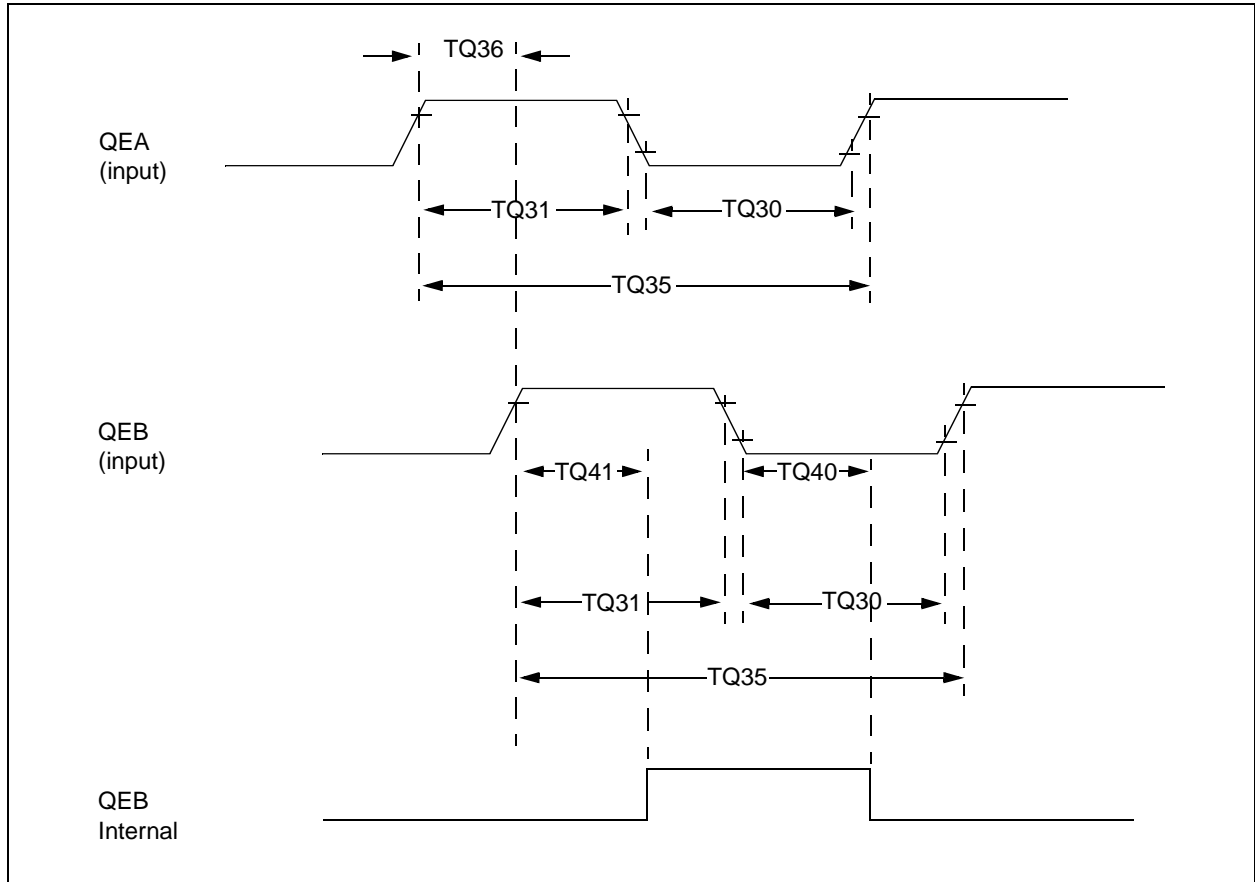 TQ36
QEA
(input)
TQ31
TQ30
TQ35
QEB
(input)
TQ41
TQ40
TQ31
TQ30
TQ35
QEB
Internal